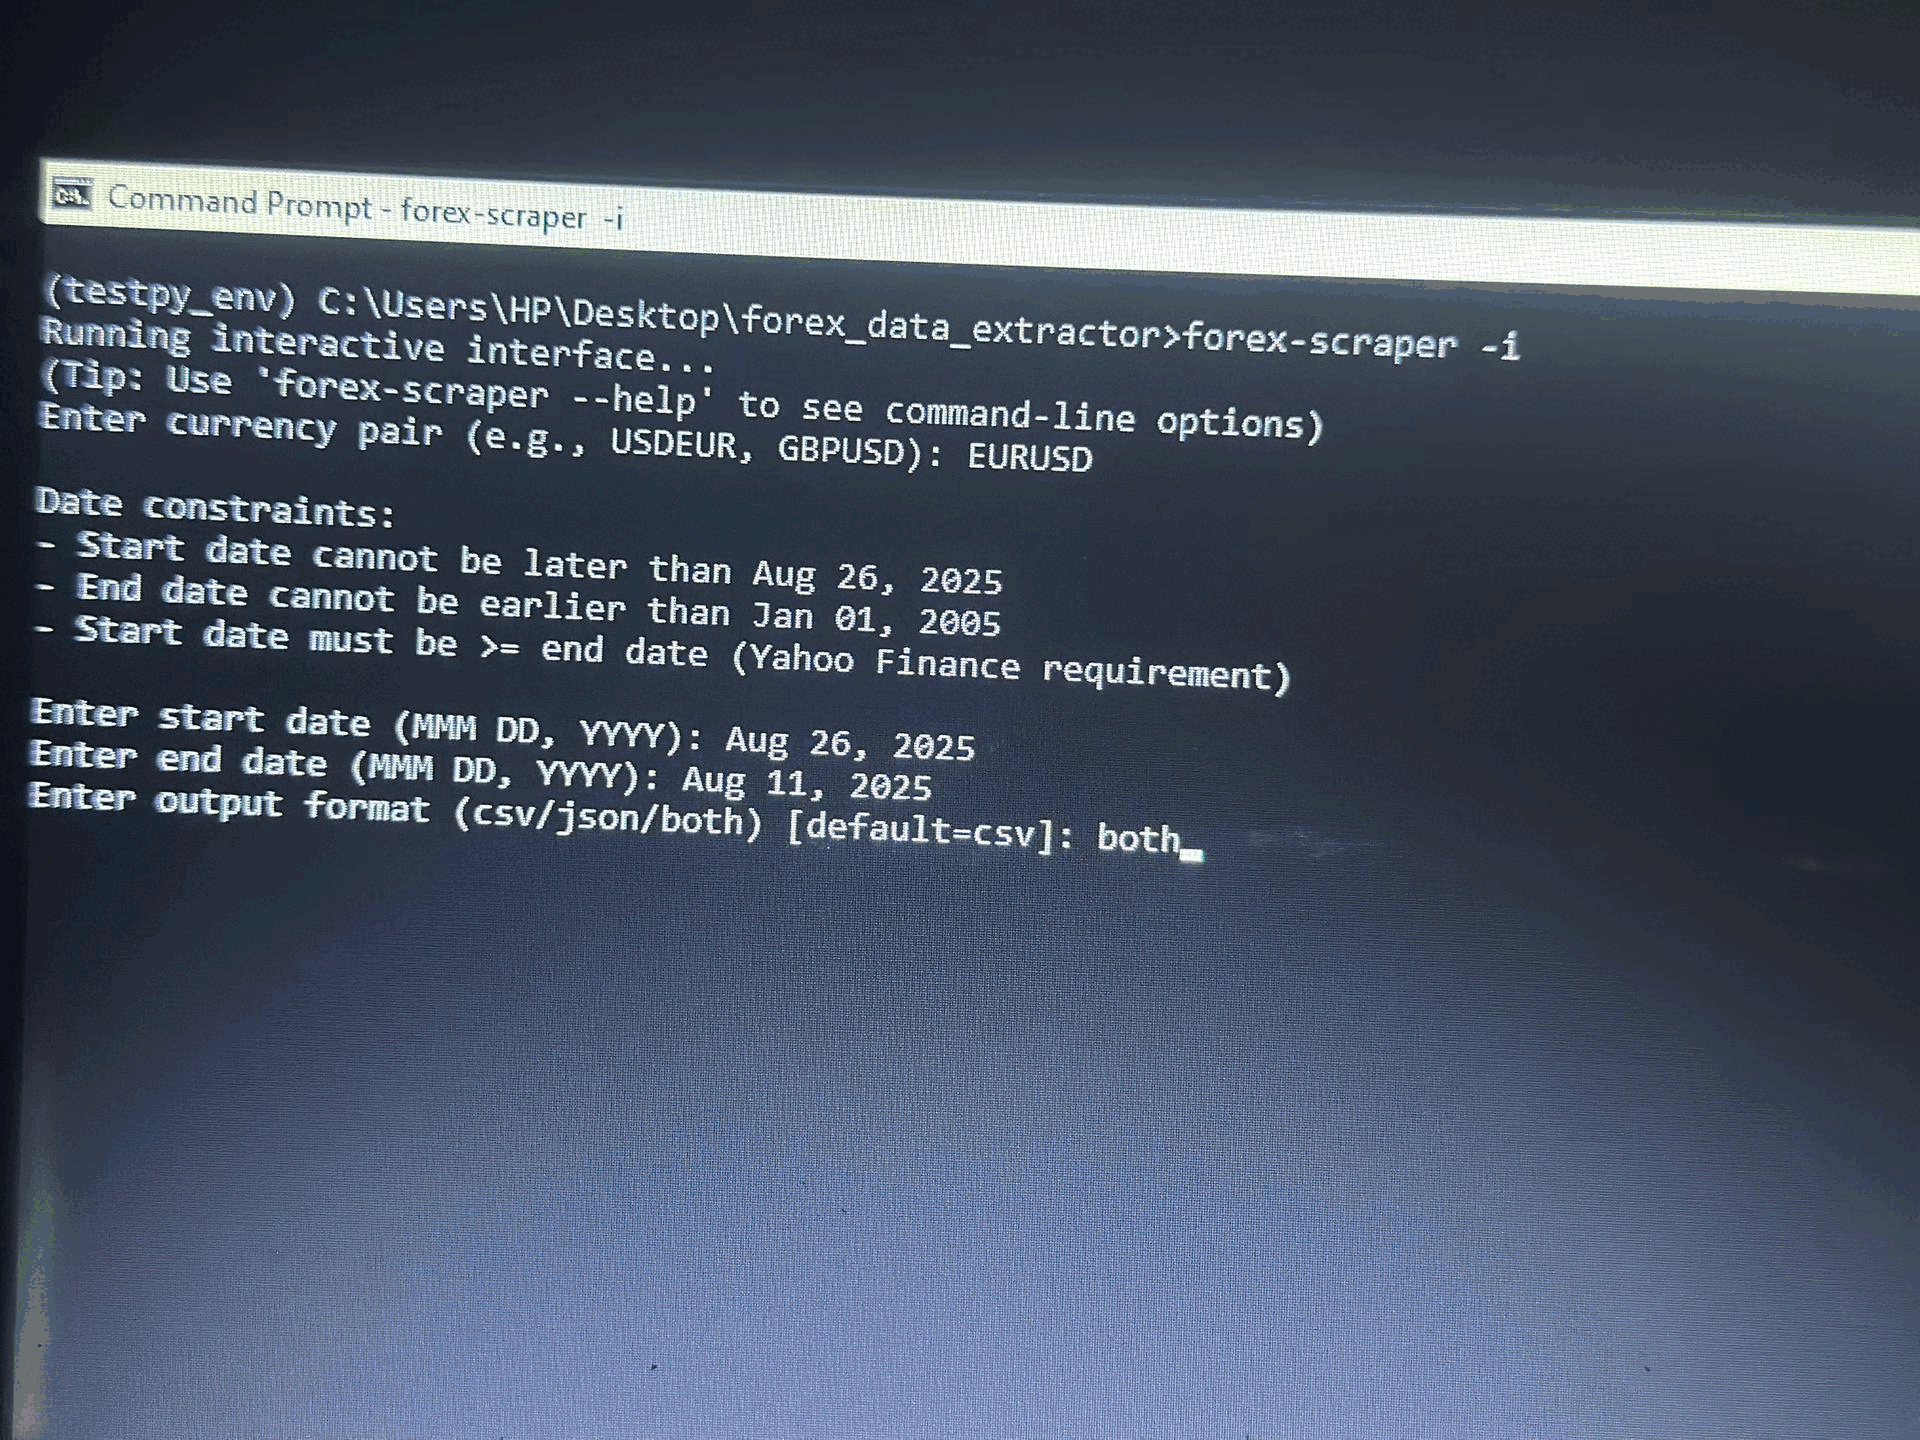 Command Prompt - forex-scraper -i
(testpy_env) C:\Users\HP\Desktop\forex_data_extractor>forex-scraper -i
Running interactive interface...
(Tip: Use 'forex-scraper --help' to see command-line options)
Enter currency pair (e.g., USDEUR, GBPUSD): EURUSD
Date constraints:
- Start date cannot be later than Aug 26, 2025
- End date cannot be earlier than Jan 01, 2005
- Start date must be >= end date (Yahoo Finance requirement)
Enter start date (MMM DD, YYYY): Aug 26, 2025
Enter end date (MMM DD, YYYY): Aug 11, 2025
Enter output format (csv/json/both) [default=csv]: both